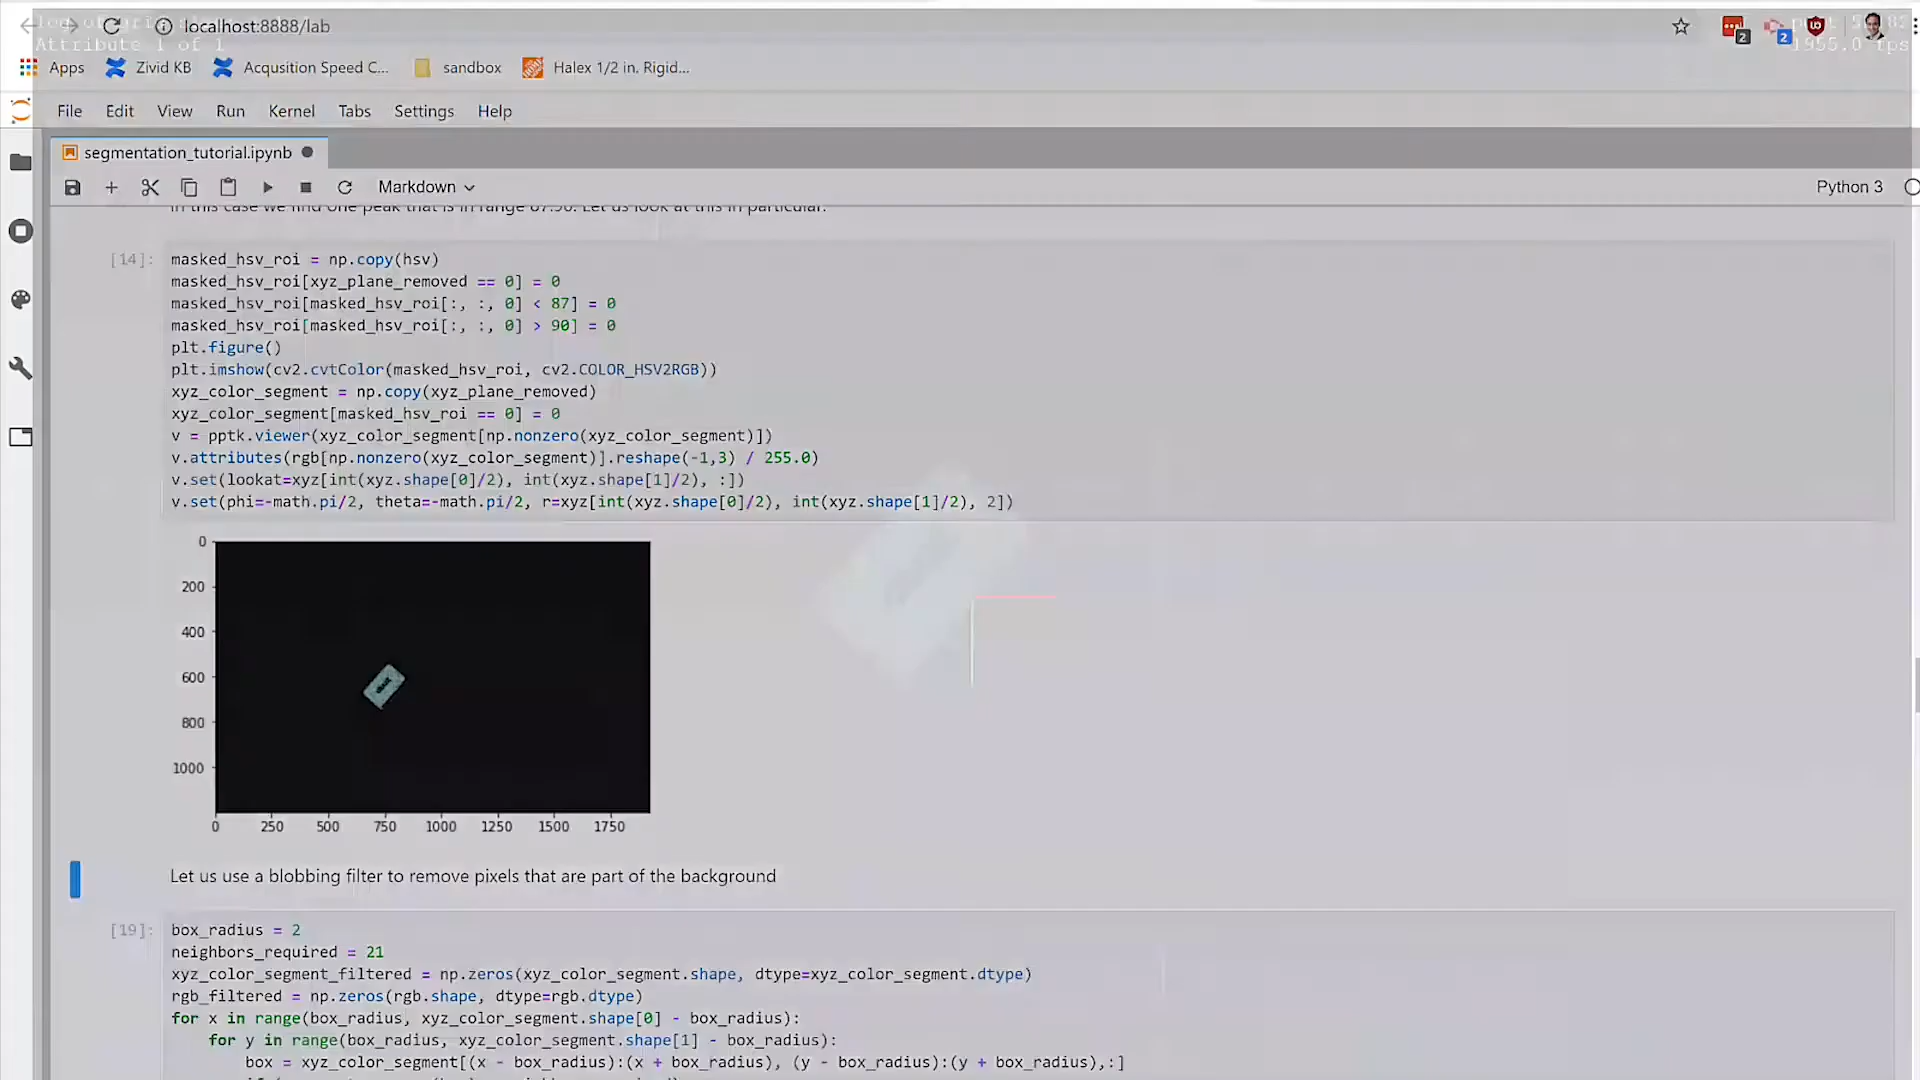 localhost:8888/lab
2
2
Attribute 1 of 1
1955.0 fps
Apps Zivid KB Acqusition Speed C... sandbox Halex 1/2 in. Rigid...
File Edit View Run Kernel Tabs Settings Help
segmentation_tutorial.ipynb
Markdown
Python 3
In this case we find one peak that is in range 87:90. Let us look at this in particular.
[14]:
masked_hsv_roi = np.copy(hsv)
masked_hsv_roi[xyz_plane_removed == 0] = 0
masked_hsv_roi[masked_hsv_roi[:, :, 0] < 87] = 0
masked_hsv_roi[masked_hsv_roi[:, :, 0] > 90] = 0
plt.figure()
plt.imshow(cv2.cvtColor(masked_hsv_roi, cv2.COLOR_HSV2RGB))
xyz_color_segment = np.copy(xyz_plane_removed)
xyz_color_segment[masked_hsv_roi == 0] = 0
v = pptk.viewer(xyz_color_segment[np.nonzero(xyz_color_segment)])
v.attributes(rgb[np.nonzero(xyz_color_segment)].reshape(-1,3) / 255.0)
v.set(lookat=xyz[int(xyz.shape[0]/2), int(xyz.shape[1]/2), :])
v.set(phi=-math.pi/2, theta=-math.pi/2, r=xyz[int(xyz.shape[0]/2), int(xyz.shape[1]/2), 2])
0
200
400
600
800
1000
0 250 500 750 1000 1250 1500 1750
Let us use a blobbing filter to remove pixels that are part of the background
[19]:
box_radius = 2
neighbors_required = 21
xyz_color_segment_filtered = np.zeros(xyz_color_segment.shape, dtype=xyz_color_segment.dtype)
rgb_filtered = np.zeros(rgb.shape, dtype=rgb.dtype)
for x in range(box_radius, xyz_color_segment.shape[0] - box_radius):
for y in range(box_radius, xyz_color_segment.shape[1] - box_radius):
box = xyz_color_segment[(x - box_radius):(x + box_radius), (y - box_radius):(y + box_radius),:]